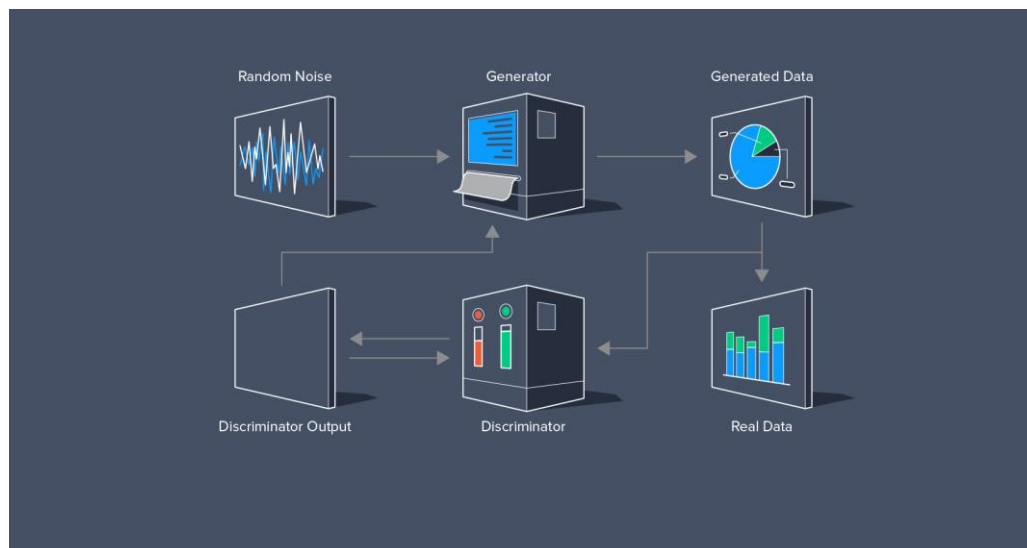 Random Noise
Generator
Generated Data
Discriminator Output
Discriminator
Real Data